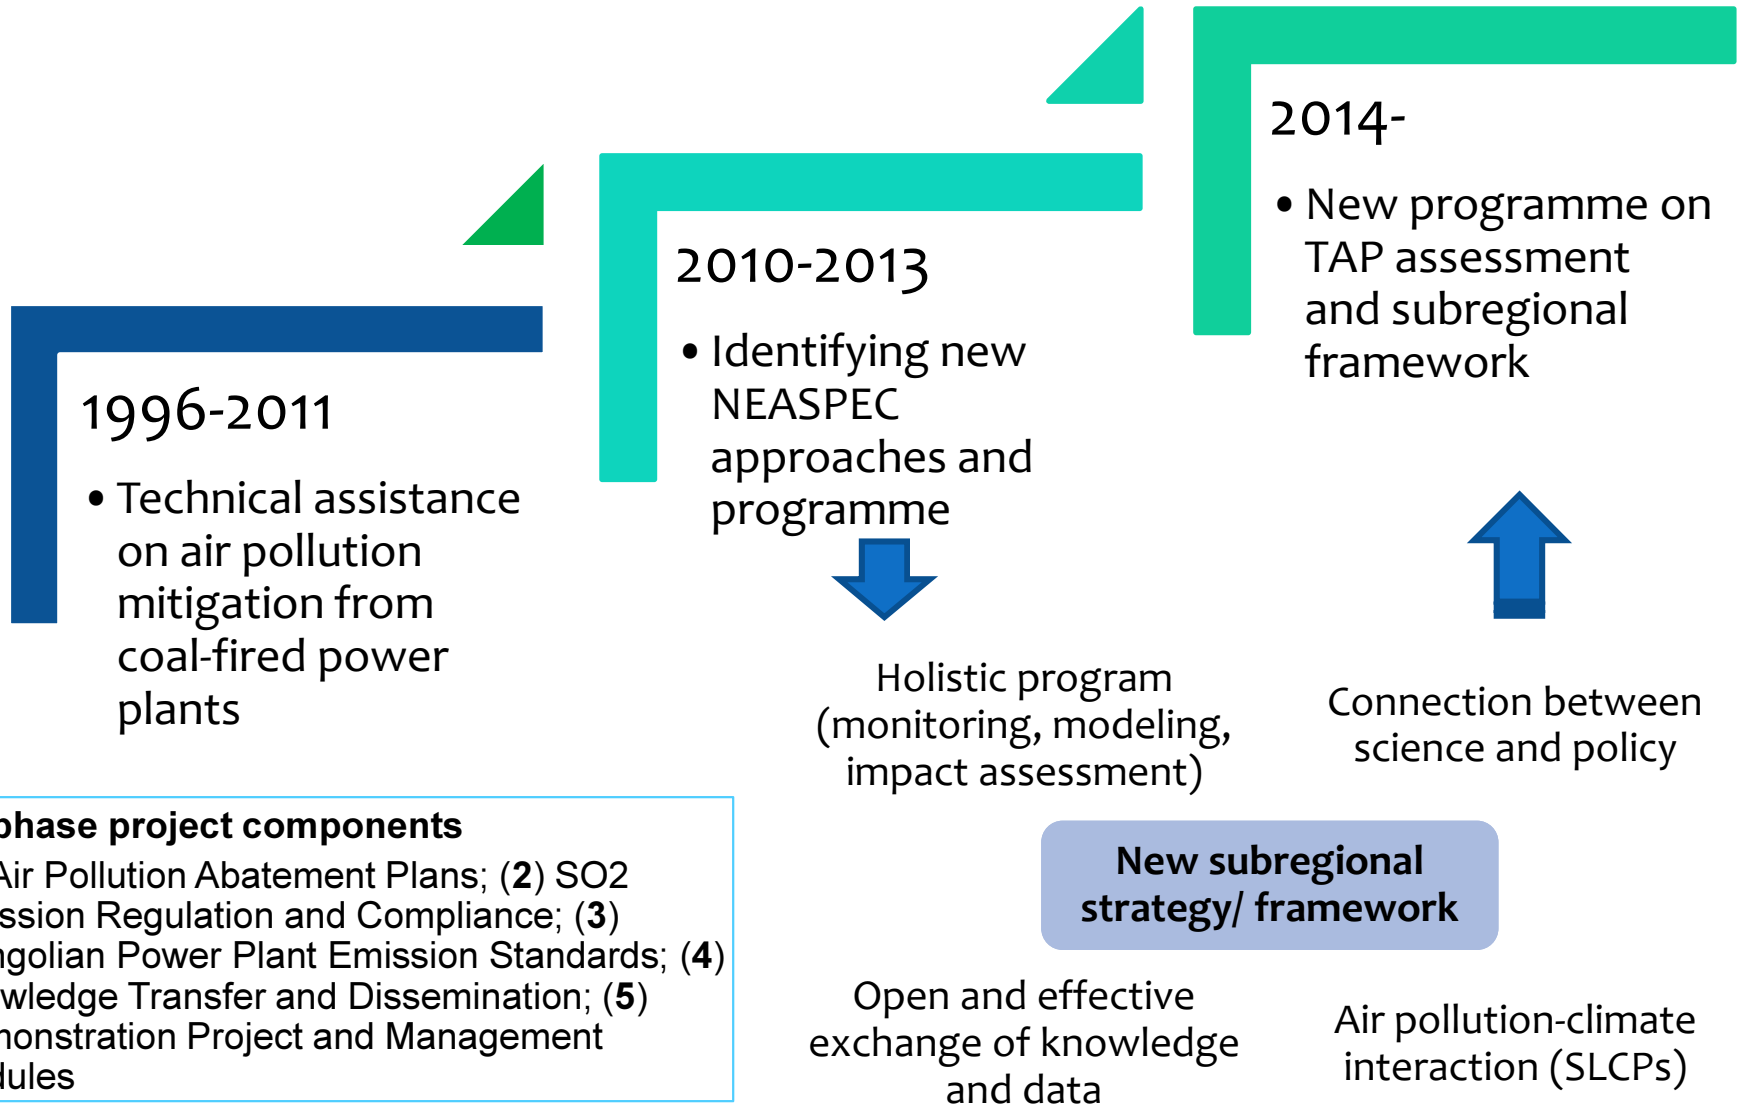 1996-2011
• Technical assistance
on air pollution
mitigation from
coal-fired power
plants
2010-2013
• Identifying new
NEASPEC
approaches and
programme
2014-
• New programme on
TAP assessment
and subregional
framework
Holistic program
(monitoring, modeling,
impact assessment)
Connection between
science and policy
New subregional
strategy/ framework
Open and effective
exchange of knowledge
and data
Air pollution-climate
interaction (SLCPs)
phase project components
Air Pollution Abatement Plans; (2) SO2
ssion Regulation and Compliance; (3)
ngolian Power Plant Emission Standards; (4)
wledge Transfer and Dissemination; (5)
monstration Project and Management
dules